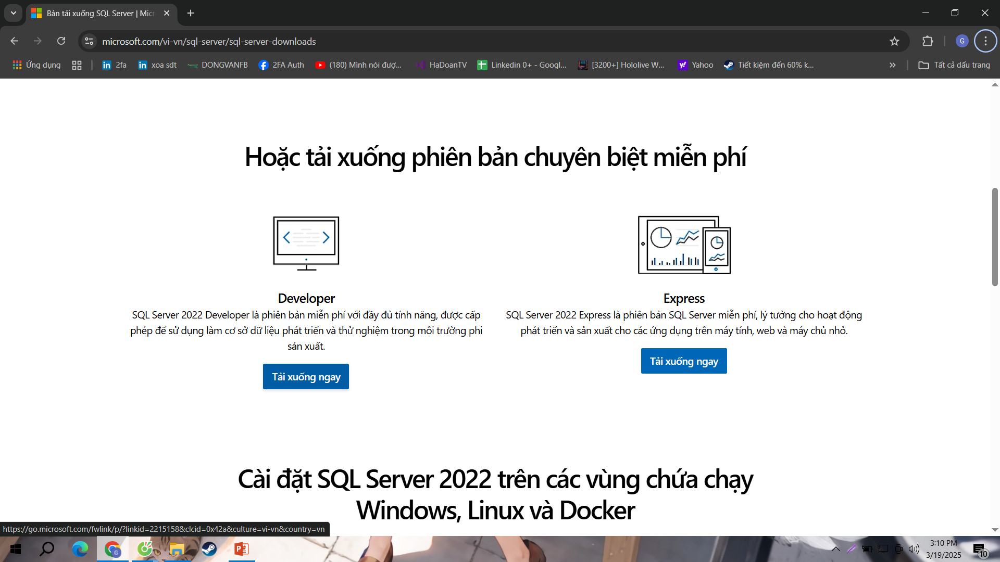 Bản tải xuống SQL Server | Micr
microsoft.com/vi-vn/sql-server/sql-server-downloads
G
Ứng dụng
2fa
xoa sdt
DONGVANFB
2FA Auth
(180) Mình nói đượ...
HaDoanTV
Linkedin 0+ - Googl...
[3200+] Hololive W...
Yahoo
Tiết kiệm đến 60% k...
Tất cả dấu trang
Hoặc tải xuống phiên bản chuyên biệt miễn phí
Developer
SQL Server 2022 Developer là phiên bản miễn phí với đầy đủ tính năng, được cấp
phép để sử dụng làm cơ sở dữ liệu phát triển và thử nghiệm trong môi trường phi
sản xuất.
Tải xuống ngay
Express
SQL Server 2022 Express là phiên bản SQL Server miễn phí, lý tưởng cho hoạt động
phát triển và sản xuất cho các ứng dụng trên máy tính, web và máy chủ nhỏ.
Tải xuống ngay
Cài đặt SQL Server 2022 trên các vùng chứa chạy
Windows, Linux và Docker
https://go.microsoft.com/fwlink/p/?linkid=2215158&clcid=0x42a&culture=vi-vn&country=vn
3:10 PM
3/19/2025
10